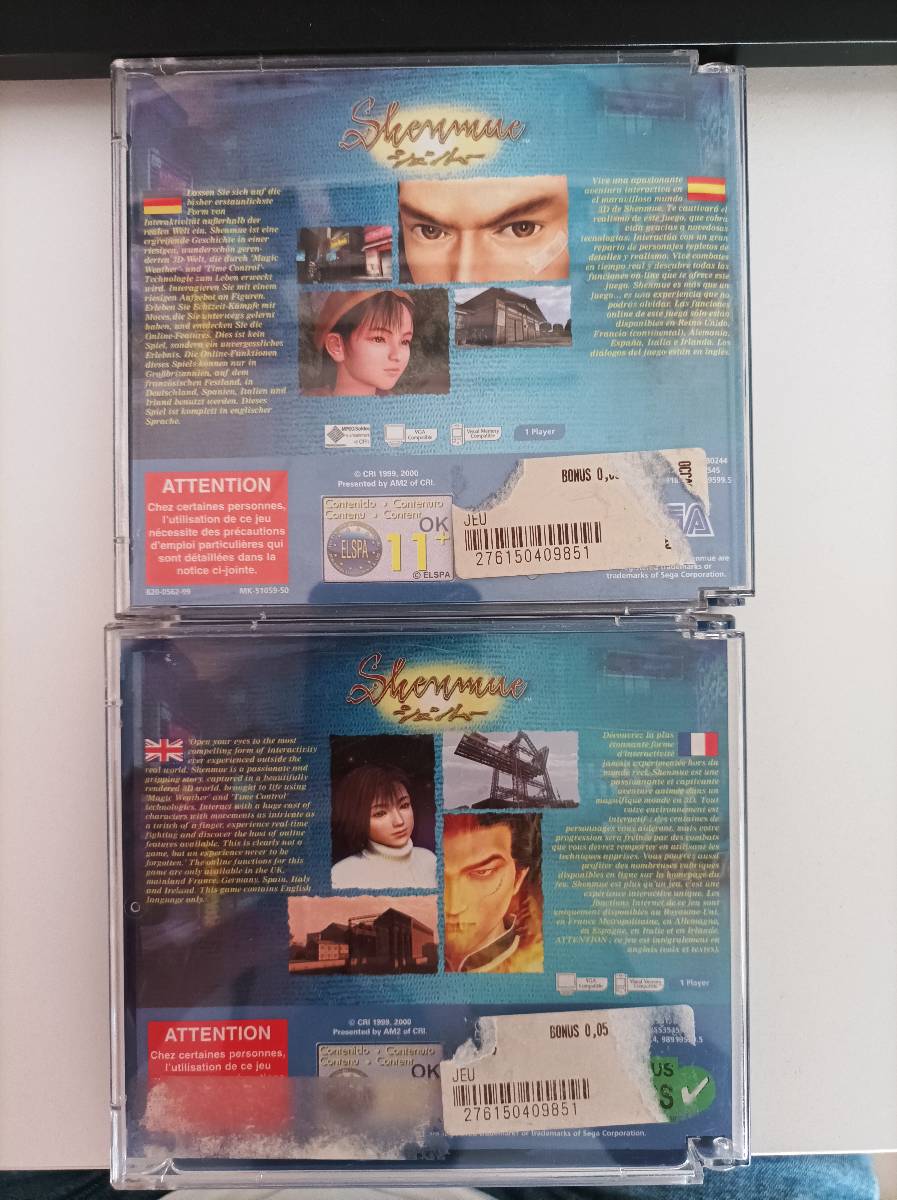 Shenmue
シェンムー
Lassen Sie sich auf die
bisher erstaunlichste
Form von
Interaktivität außerhalb der
realen Welt ein. Shenmue ist eine
ergreifende Geschichte in einer
riesigen, wunderschön geren-
derten 3D-Welt, die durch 'Magic
Weather'- und 'Time Control'-
Technologie zum Leben erweckt
wird. Interagieren Sie mit einem
riesigen Aufgebot an Figuren.
Erleben Sie Echtzeit-Kämpfe mit
Moves, die Sie unterwegs gelernt
haben, und entdecken Sie die
Online-Features. Dies ist kein
Spiel, sondern ein unvergessliches
Erlebnis. Die Online-Funktionen
dieses Spiels können nur in
Großbritannien, auf dem
französischen Festland, in
Deutschland, Spanien, Italien und
Irland benutzt werden. Dieses
Spiel ist komplett in englischer
Sprache.
Vive una apasionante
aventura interactiva en
el maravilloso mundo
3D de Shenmue. Te cautivará el
realismo de este juego, que cobra
vida gracias a novedosas
tecnologías. Interactúa con un gran
reparto de personajes repletos de
detalles y realismo. Vive combates
en tiempo real y descubre todas las
funciones on-line que te ofrece este
juego. Shenmue es más que un
juego... es una experiencia que no
podrás olvidar. Las funciones
online de este juego sólo están
disponibles en Reino Unido,
Francia (continental), Alemania,
España, Italia e Irlanda. Los
diálogos del juego están en inglés.
MPEG Sofdec
VGA
Compatible
Visual Memory
Compatible
1 Player
© CRI 1999, 2000
Presented by AM2 of CRI.
ATTENTION
Chez certaines personnes,
l'utilisation de ce jeu
nécessite des précautions
d'emploi particulières qui
sont détaillées dans la
notice ci-jointe.
820-0562-99
MK-51059-50
Contenido • Contenuto
Contenu • Content
ELSPA
OK
11+
© ELSPA
BONUS
JEU
276150409851
trademarks of Sega Corporation.
Shenmue
シェンムー
'Open your eyes to the most
compelling form of interactivity
ever experienced outside the
real world. Shenmue is a passionate and
gripping story, captured in a beautifully
rendered 3D world, brought to life using
'Magic Weather' and 'Time Control'
technologies. Interact with a huge cast of
characters with movements as intricate as
a twitch of a finger, experience real-time
fighting and discover the host of online
features available. This is clearly not a
game, but an experience never to be
forgotten.' The online functions for this
game are only available in the UK,
mainland France, Germany, Spain, Italy
and Ireland. This game contains English
language only.
Découvrez la plus
étonnante forme
d'interactivité
jamais expérimentée hors du
monde réel. Shenmue est une
passionnante et captivante
aventure animée dans un
magnifique monde en 3D. Tout
votre environnement est
interactif : des centaines de
personnages vous aideront, mais votre
progression sera freinée par des combats
que vous devrez remporter en utilisant les
techniques apprises. Vous pourrez aussi
profiter des nombreuses rubriques
disponibles en ligne sur la homepage du
jeu. Shenmue est plus qu'un jeu, c'est une
expérience interactive unique. Les
fonctions Internet de ce jeu sont
uniquement disponibles au Royaume-Uni,
en France Métropolitaine, en Allemagne,
en Espagne, en Italie et en Irlande.
ATTENTION : ce jeu est intégralement en
anglais (voix et textes).
VGA
Compatible
Visual Memory
Compatible
1 Player
© CRI 1999, 2000
Presented by AM2 of CRI.
ATTENTION
Chez certaines personnes,
l'utilisation de ce jeu
Contenido • Contenuto
Contenu • Content
OK
BONUS 0,05
JEU
276150409851
trademarks or trademarks of Sega Corporation.